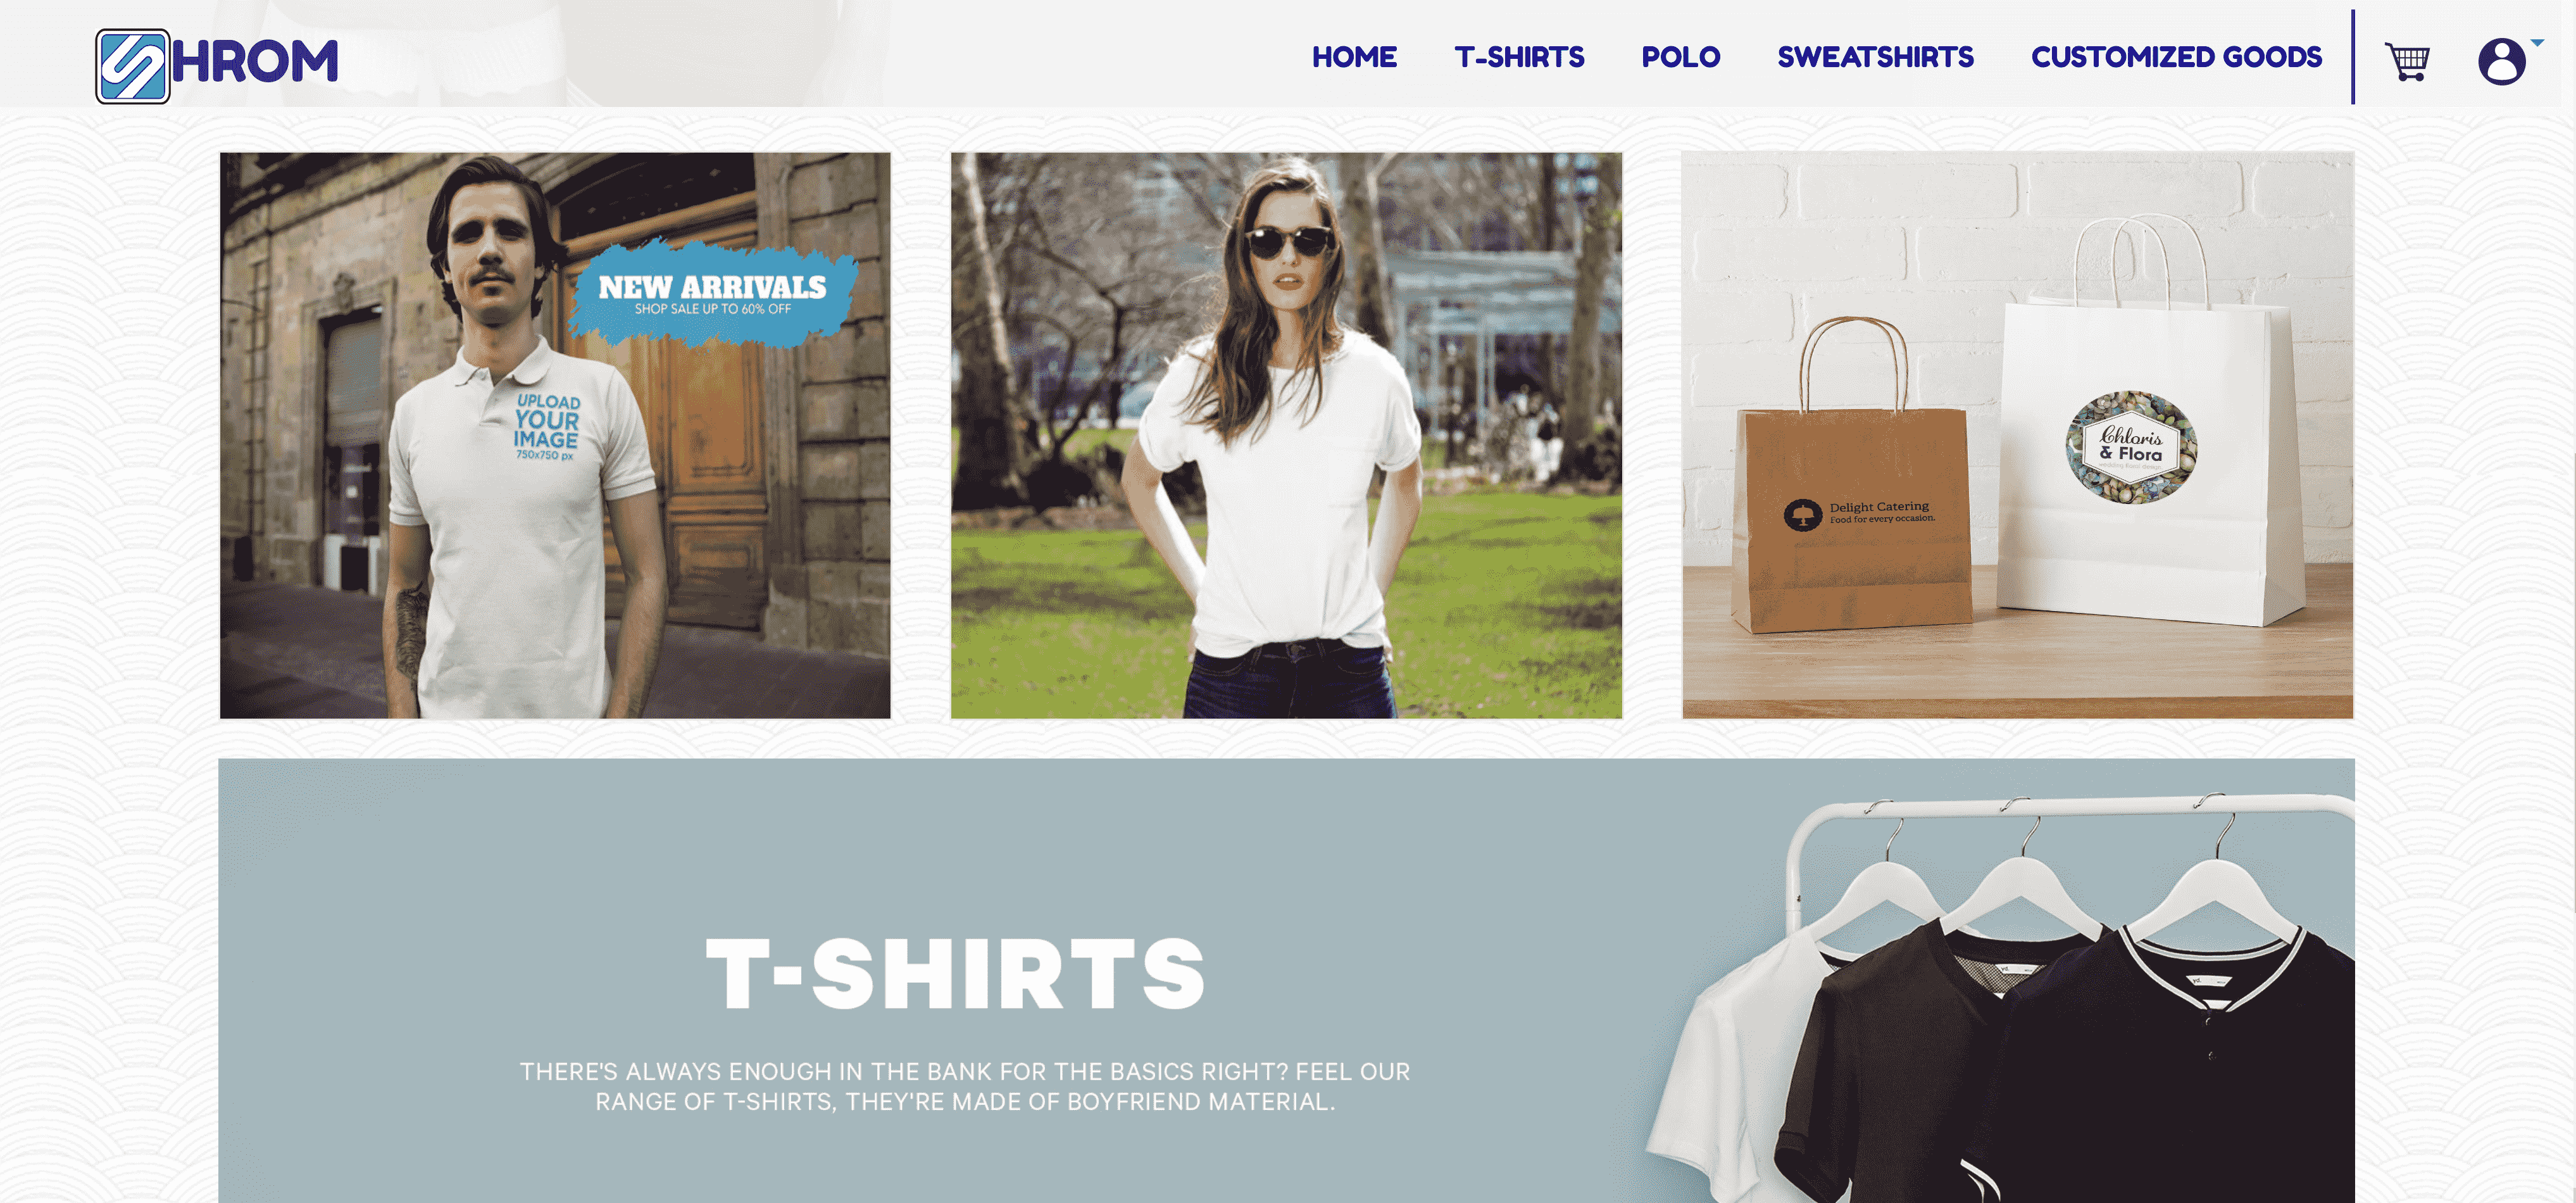 SHROM
HOME T-SHIRTS POLO SWEATSHIRTS CUSTOMIZED GOODS
NEW ARRIVALS
SHOP SALE UP TO 60% OFF
UPLOAD
YOUR
IMAGE
750x750 px
Delight Catering
Food for every occasion.
Chloris
& Flora
T-SHIRTS
THERE'S ALWAYS ENOUGH IN THE BANK FOR THE BASICS RIGHT? FEEL OUR
RANGE OF T-SHIRTS, THEY'RE MADE OF BOYFRIEND MATERIAL.